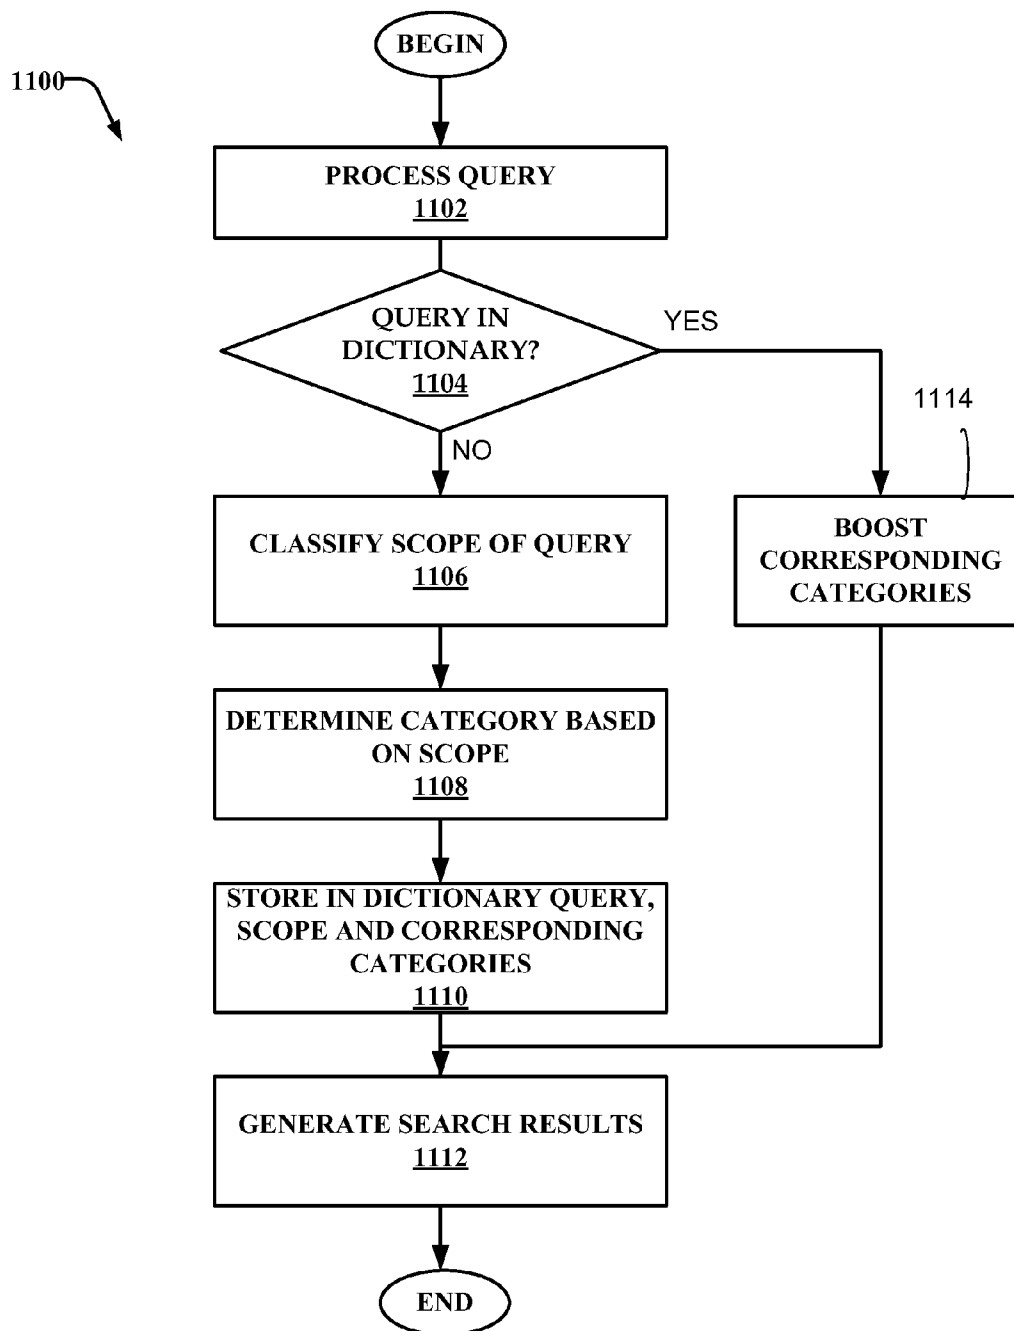 BEGIN
1100
PROCESS QUERY
1102
QUERY IN
DICTIONARY?
1104
YES
NO
1114
CLASSIFY SCOPE OF QUERY
1106
BOOST
CORRESPONDING
CATEGORIES
DETERMINE CATEGORY BASED
ON SCOPE
1108
STORE IN DICTIONARY QUERY,
SCOPE AND CORRESPONDING
CATEGORIES
1110
GENERATE SEARCH RESULTS
1112
END